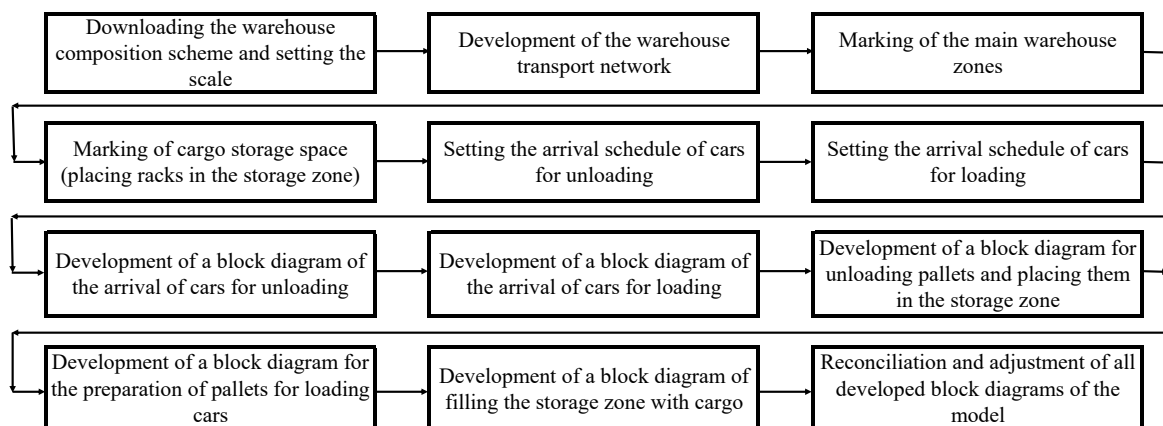 Downloading the warehouse
composition scheme and setting the
scale
Development of the warehouse
transport network
Marking of the main warehouse
zones
Marking of cargo storage space
(placing racks in the storage zone)
Setting the arrival schedule of cars
for unloading
Setting the arrival schedule of cars
for loading
Development of a block diagram of
the arrival of cars for unloading
Development of a block diagram of
the arrival of cars for loading
Development of a block diagram for
unloading pallets and placing them
in the storage zone
Development of a block diagram for
the preparation of pallets for loading
cars
Development of a block diagram of
filling the storage zone with cargo
Reconciliation and adjustment of all
developed block diagrams of the
model